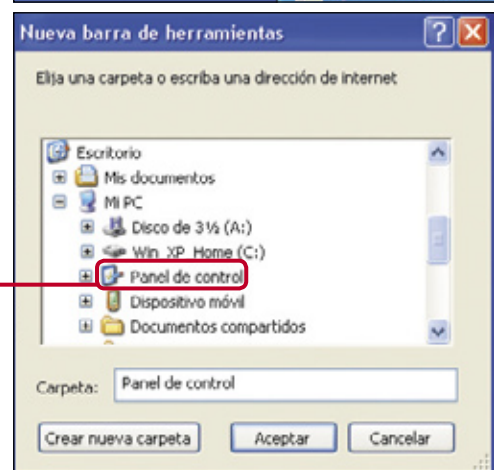 Nueva barra de herramientas
Elija una carpeta o escriba una dirección de internet
Escritorio
Mis documentos
Mi PC
Disco de 3½ (A:)
Win_XP_Home (C:)
Panel de control
Dispositivo móvil
Documentos compartidos
Carpeta: Panel de control
Crear nueva carpeta Aceptar Cancelar